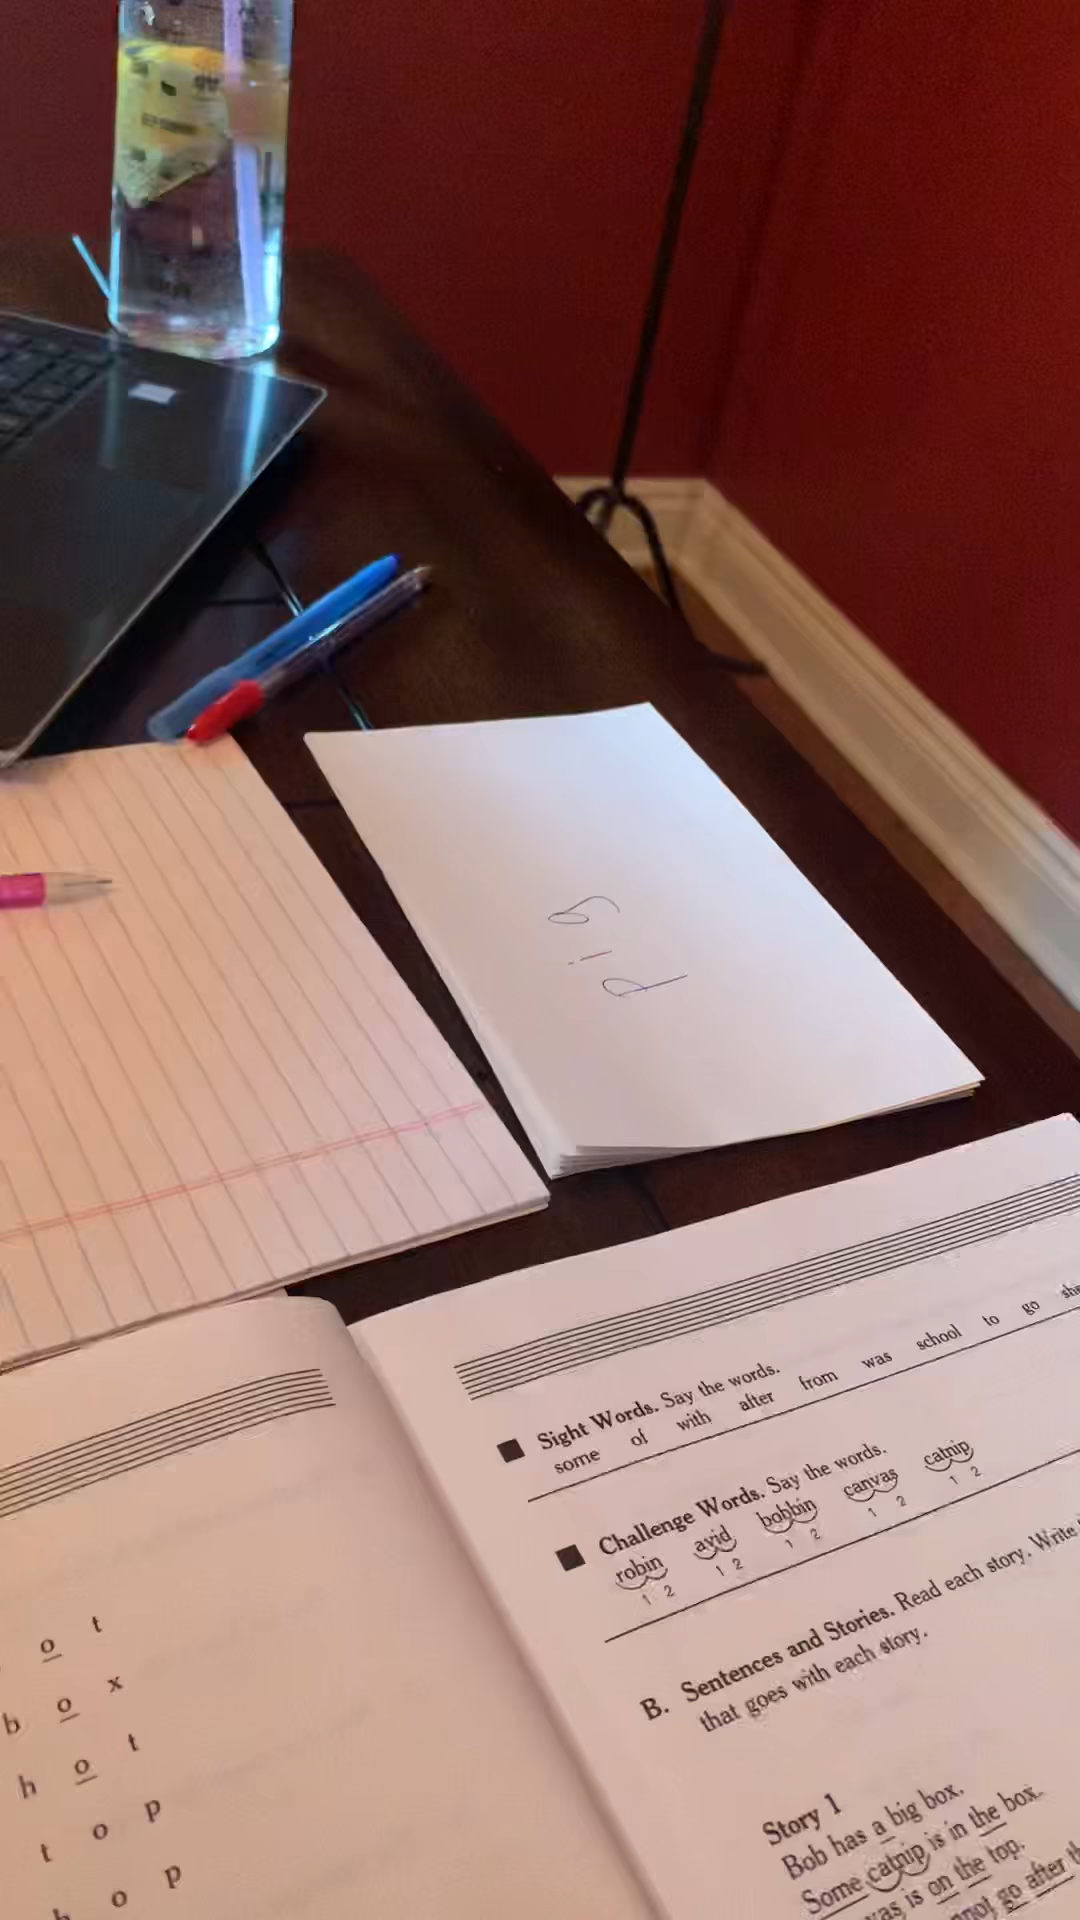 pig
o t
b o x
h o t
t o p
h o p
Sight Words. Say the words.
some of with after from was school to go
Challenge Words. Say the words.
robin avid bobbin canvas catnip
1 2 1 2 1 2 1 2 1 2
B. Sentences and Stories. Read each story. Write
that goes with each story.
Story 1
Bob has a big box.
Some catnip is in the box.
is on the top.
go after